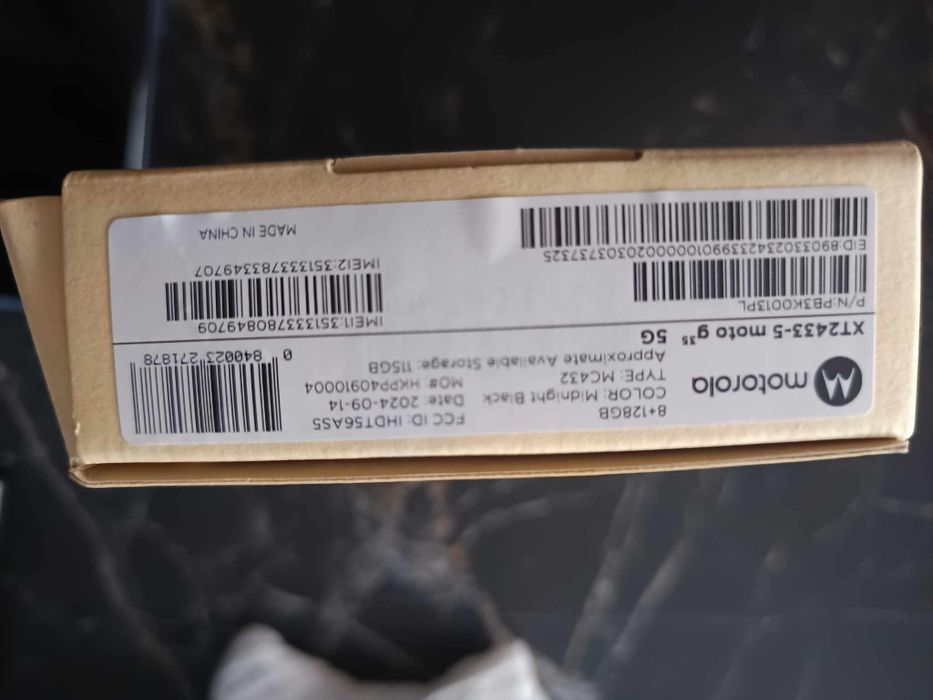 motorola
8+128GB
COLOR: Midnight Black
TYPE: MC432
Approximate Available Storage: 115GB
FCC ID: IHDT56AS5
Date: 2024-09-14
MO#: HKPP40910004
0 840023 271878
XT2433-5 moto g³⁵ 5G
P/N:PB3K0013PL
EID:89033023423399010000002030373 7325
IMEI1:351333780849709
IMEI2:351333783349707
MADE IN CHINA